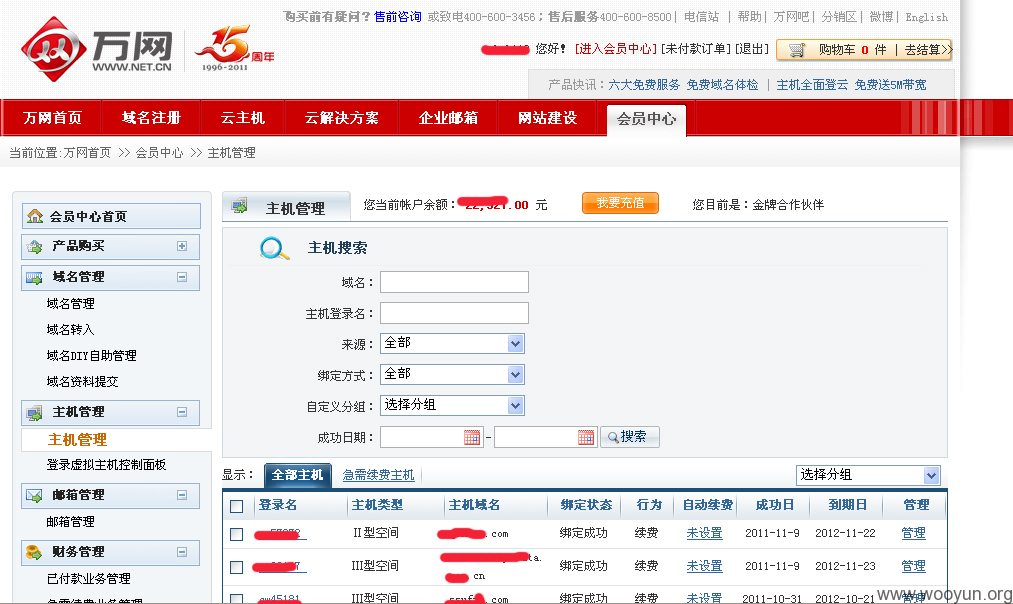 购买前有疑问？售前咨询 或致电400-600-3456；售后服务400-600-8500| 电信站 | 帮助| 万网吧| 分销区| 微博| English
万网
WWW.NET.CN
15周年
1996-2011
您好！ [进入会员中心] [未付款订单] [退出]
购物车 0 件 | 去结算>>
产品快讯：六大免费服务 免费域名体检 | 主机全面登云 免费送5M带宽
万网首页 域名注册 云主机 云解决方案 企业邮箱 网站建设 会员中心
当前位置:万网首页 >> 会员中心 >> 主机管理
会员中心首页
产品购买
域名管理
域名管理
域名转入
域名DIY自助管理
域名资料提交
主机管理
主机管理
登录虚拟主机控制面板
邮箱管理
邮箱管理
财务管理
已付款业务管理
急需续费业务管理
主机管理
您当前帐户余额：.00 元
我要充值
您目前是：金牌合作伙伴
主机搜索
域名：
主机登录名：
来源： 全部
绑定方式： 全部
自定义分组： 选择分组
成功日期： - 搜索
显示： 全部主机 急需续费主机 选择分组
登录名 主机类型 主机域名 绑定状态 行为 自动续费 成功日 到期日 管理
II型空间 .com 绑定成功 续费 未设置 2011-11-9 2012-11-22 管理
III型空间 ta.cn 绑定成功 续费 未设置 2011-11-9 2012-11-23 管理
III型空间 .com 绑定成功 续费 未设置 2011-10-31 2012-10-21 管理
www.wooyun.org